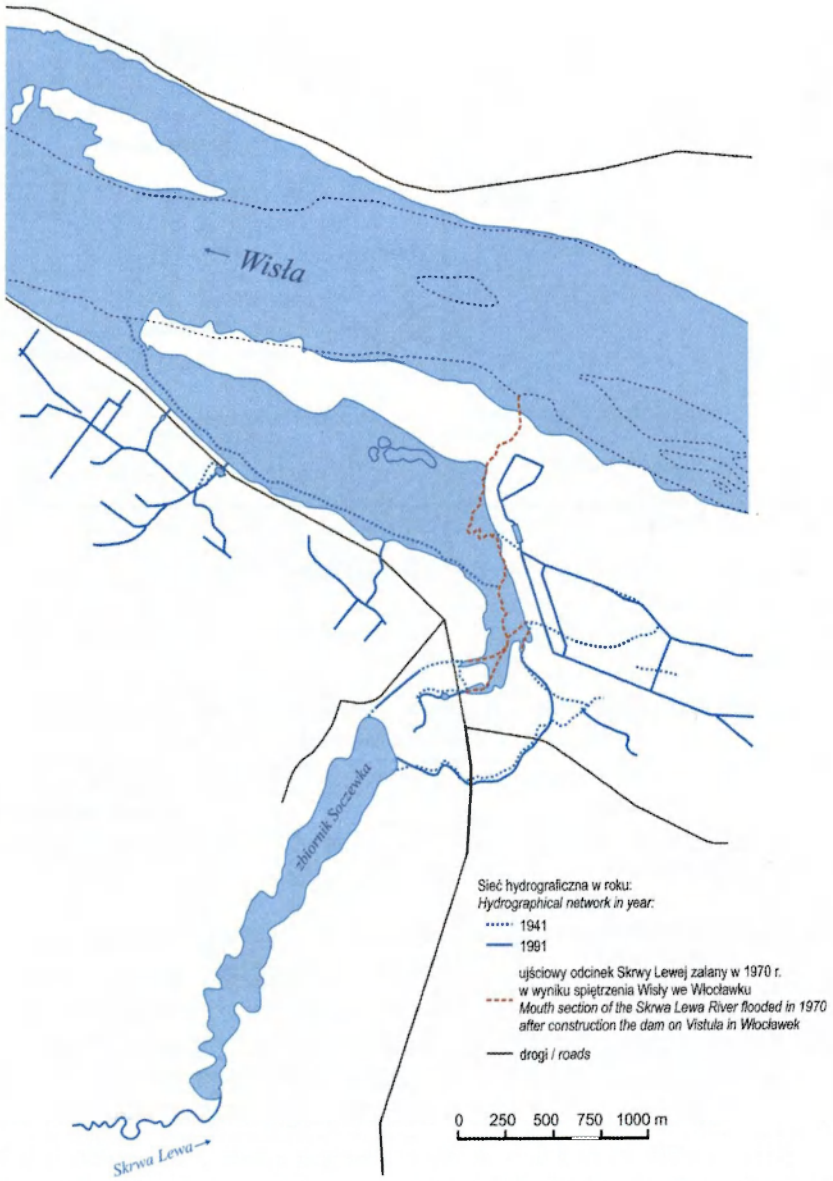 ← Wisła
zbiornik Soczewka
Sieć hydrograficzna w roku:
Hydrographical network in year:
1941
1991
ujściowy odcinek Skrwy Lewej zalany w 1970 r.
w wyniku spiętrzenia Wisły we Włocławku
Mouth section of the Skrwa Lewa River flooded in 1970
after construction the dam on Vistula in Włocławek
drogi / roads
0 250 500 750 1000 m
Skrwa Lewa→